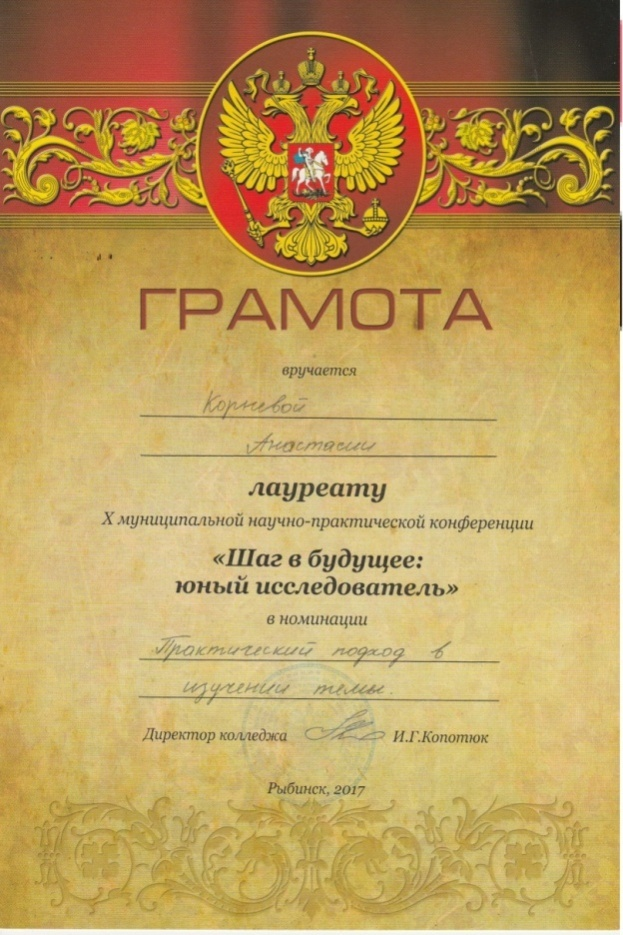 ГРАМОТА
вручается
Корневой
Анастасии
лауреату
X муниципальной научно-практической конференции
«Шаг в будущее:
юный исследователь»
в номинации
Практический подход в
изучении темы.
Директор колледжа И.Г.Копотюк
Рыбинск, 2017